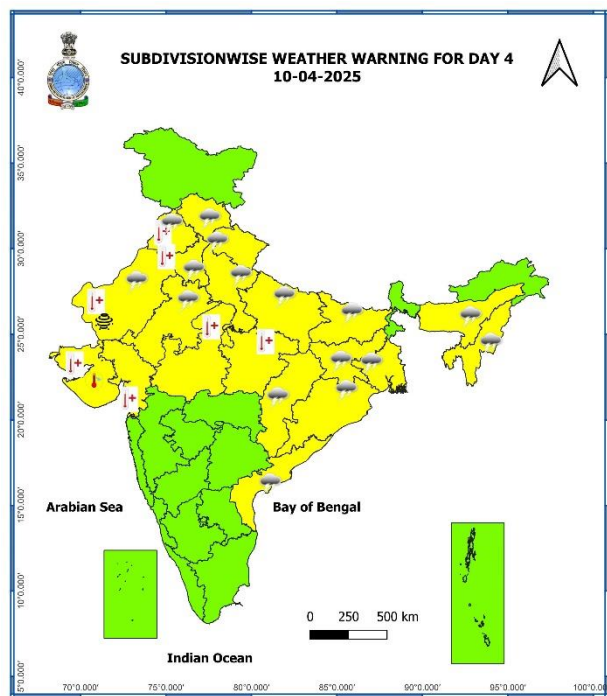 SUBDIVISIONWISE WEATHER WARNING FOR DAY 4
10-04-2025
40°0.000'
35°0.000'
30°0.000'
25°0.000'
20°0.000'
15°0.000'
10°0.000'
5°0.000'
Arabian Sea
Bay of Bengal
0 250 500 km
Indian Ocean
70°0.000' 75°0.000' 80°0.000' 85°0.000' 90°0.000' 95°0.000' 100°0.000'